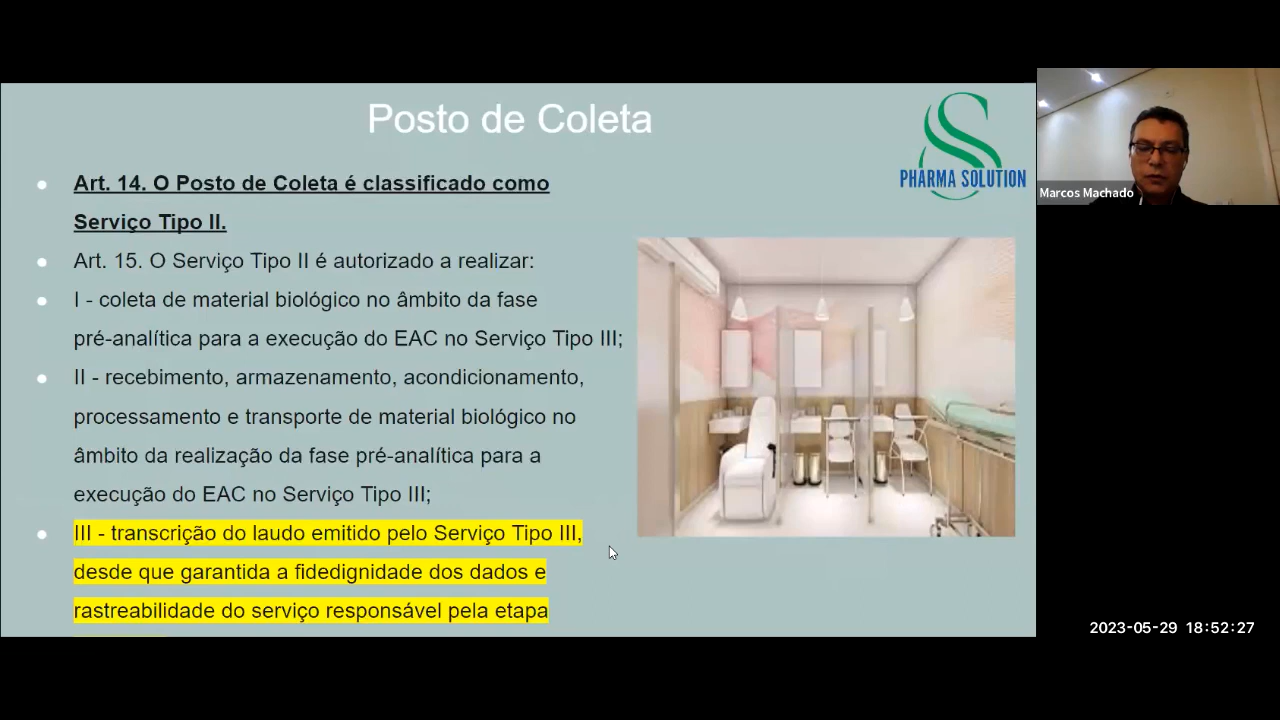 Posto de Coleta
PHARMA SOLUTION
Marcos Machado
Art. 14. O Posto de Coleta é classificado como
Serviço Tipo II.
Art. 15. O Serviço Tipo II é autorizado a realizar:
I - coleta de material biológico no âmbito da fase
pré-analítica para a execução do EAC no Serviço Tipo III;
II - recebimento, armazenamento, acondicionamento,
processamento e transporte de material biológico no
âmbito da realização da fase pré-analítica para a
execução do EAC no Serviço Tipo III;
III - transcrição do laudo emitido pelo Serviço Tipo III,
desde que garantida a fidedignidade dos dados e
rastreabilidade do serviço responsável pela etapa
2023-05-29 18:52:27